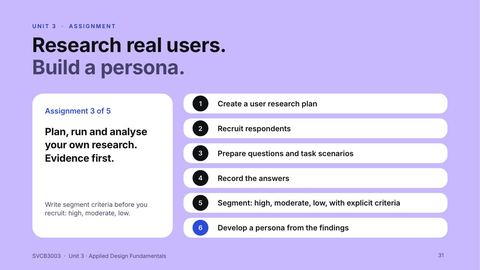 UNIT 3 · ASSIGNMENT
Research real users.
Build a persona.
Assignment 3 of 5
Plan, run and analyse
your own research.
Evidence first.
Write segment criteria before you
recruit: high, moderate, low.
1 Create a user research plan
2 Recruit respondents
3 Prepare questions and task scenarios
4 Record the answers
5 Segment: high, moderate, low, with explicit criteria
6 Develop a persona from the findings
SVCB3003 · Unit 3 · Applied Design Fundamentals
31